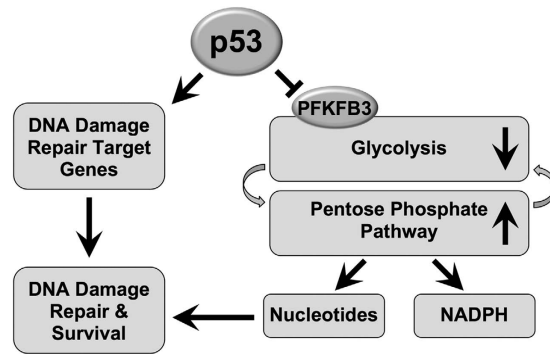 p53
PFKFB3
DNA Damage
Repair Target
Genes
Glycolysis
Pentose Phosphate
Pathway
DNA Damage
Repair &
Survival
Nucleotides
NADPH